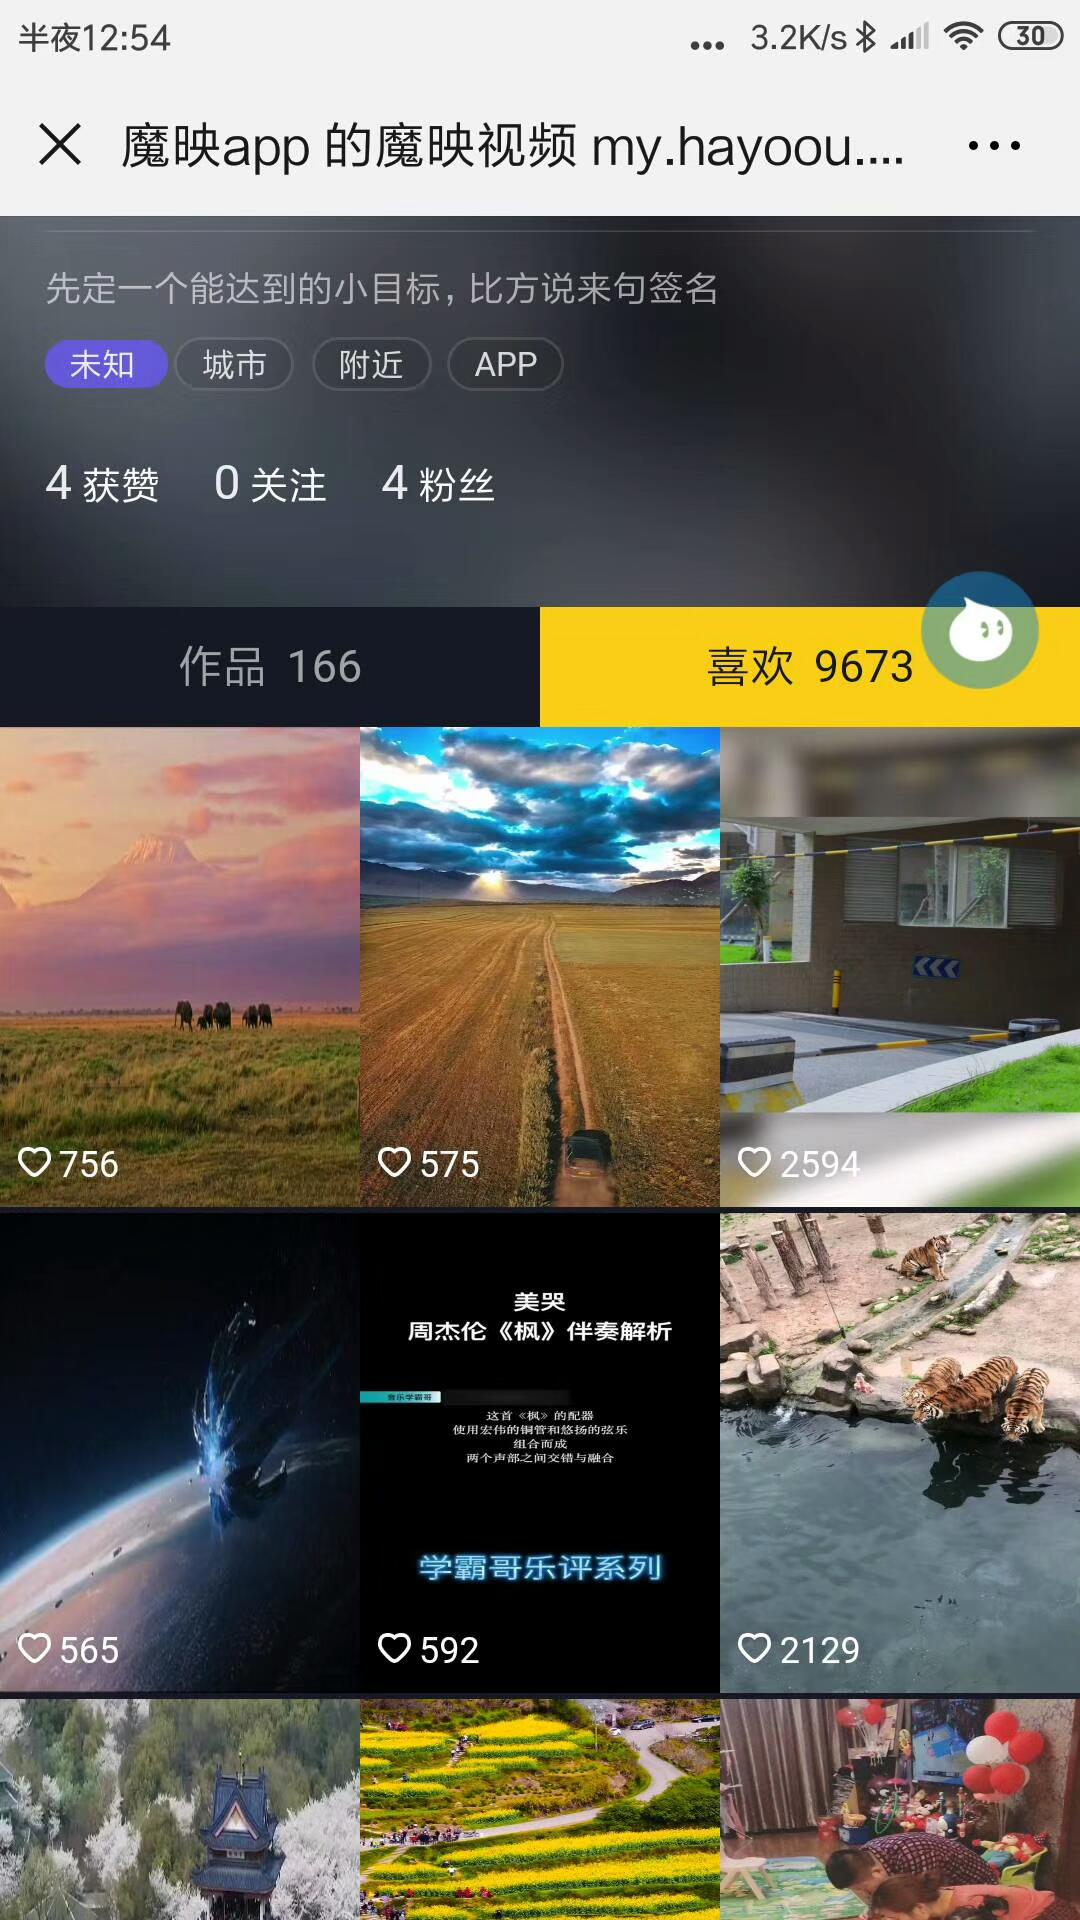 半夜12:54
... 3.2K/s 30
魔映app 的魔映视频 my.hayoou....
先定一个能达到的小目标，比方说来句签名
未知 城市 附近 APP
4 获赞 0 关注 4 粉丝
作品 166 喜欢 9673
756 575 2594
美哭
周杰伦《枫》伴奏解析
音乐学霸哥
这首《枫》的配器
使用宏伟的铜管和悠扬的弦乐
组合而成
两个声部之间交错与融合
学霸哥乐评系列
565 592 2129